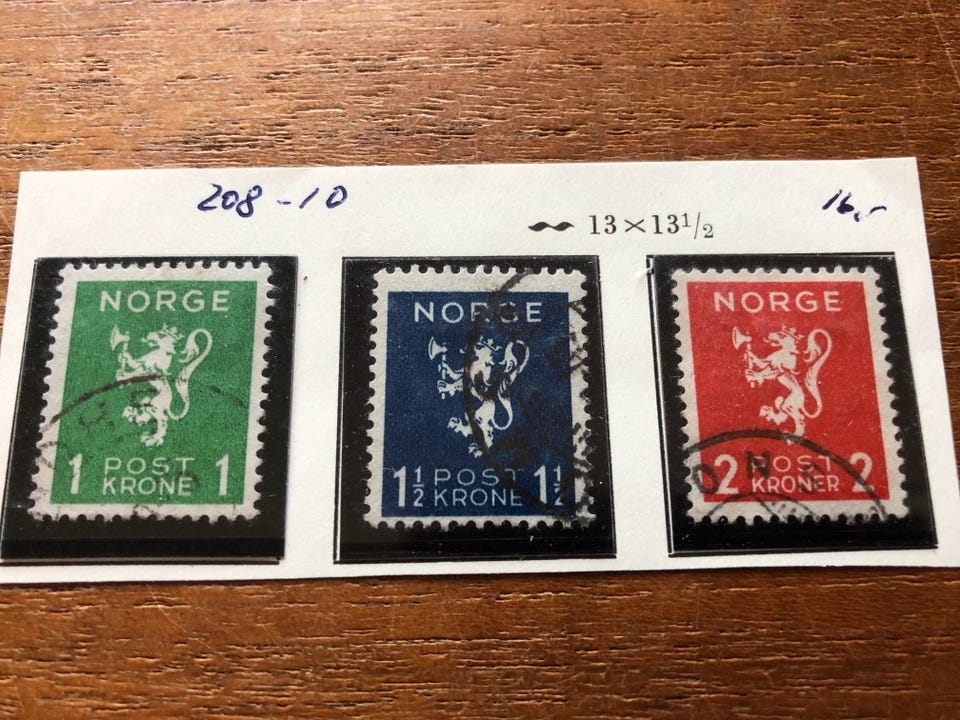 208-10
16,-
13×13½
NORGE
1 POST 1
KRONE
NORGE
1½ POST 1½
KRONE
NORGE
2 POST 2
KRONER